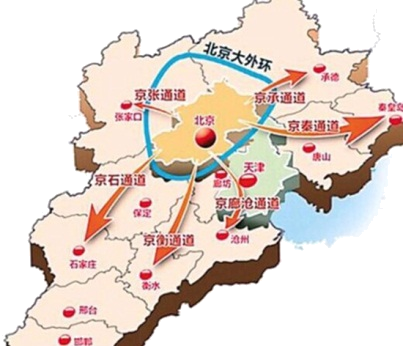 北京大外环
承德
京张通道
京承通道
秦皇岛
张家口
北京
京秦通道
唐山
天津
廊坊
京石通道
京廊沧通道
保定
京衡通道
沧州
石家庄
衡水
邢台
邯郸